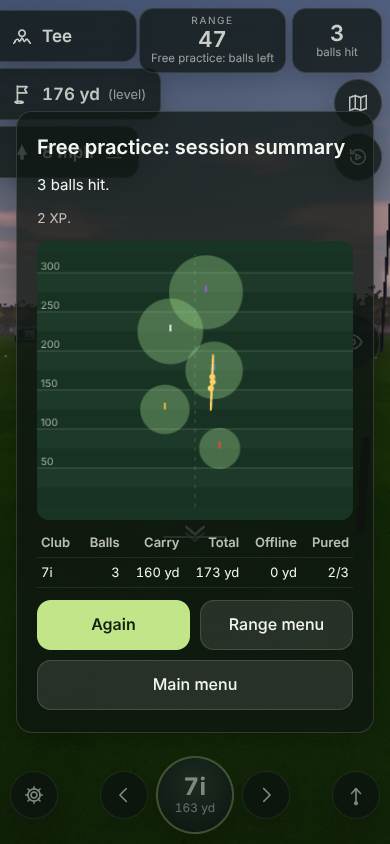 Tee
RANGE
47
Free practice: balls left
3
balls hit
176 yd (level)
Free practice: session summary
3 balls hit.
2 XP.
300
250
200
150
100
50
Club Balls Carry Total Offline Pured
7i 3 160 yd 173 yd 0 yd 2/3
Again
Range menu
Main menu
7i
163 yd